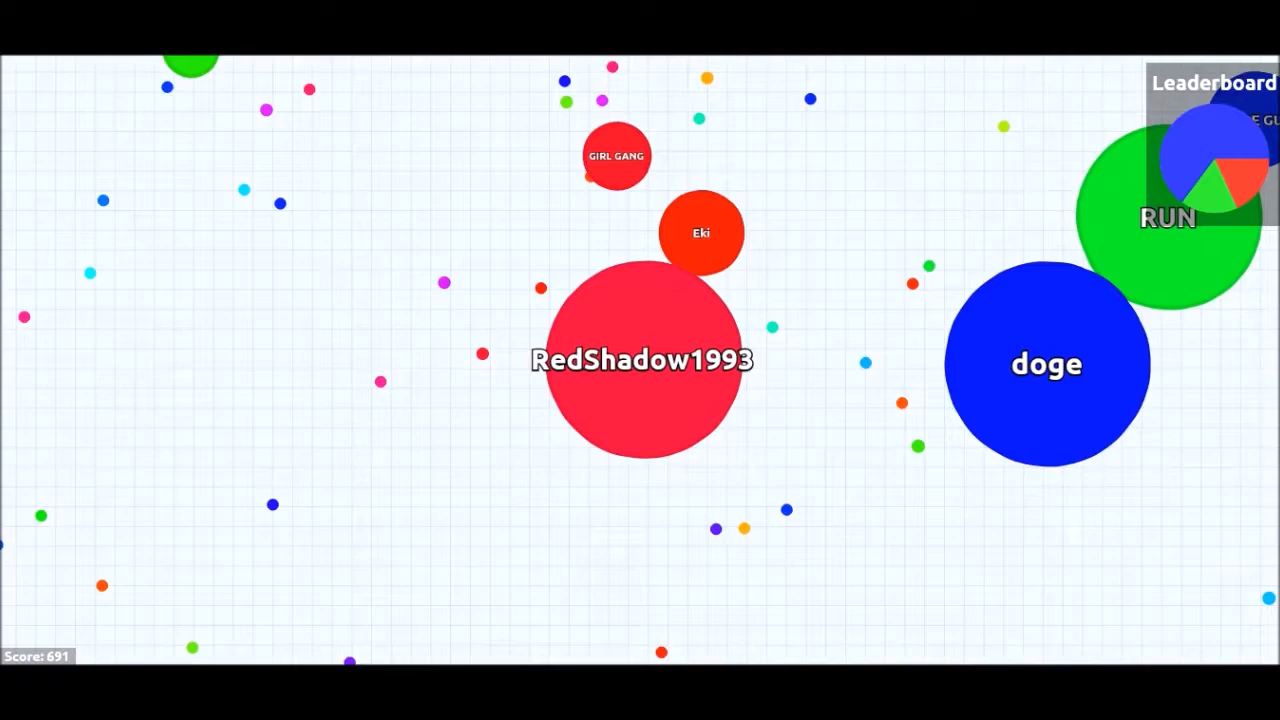 Leaderboard
GIRL GANG
RUN
Eki
RedShadow1993
doge
Score: 691